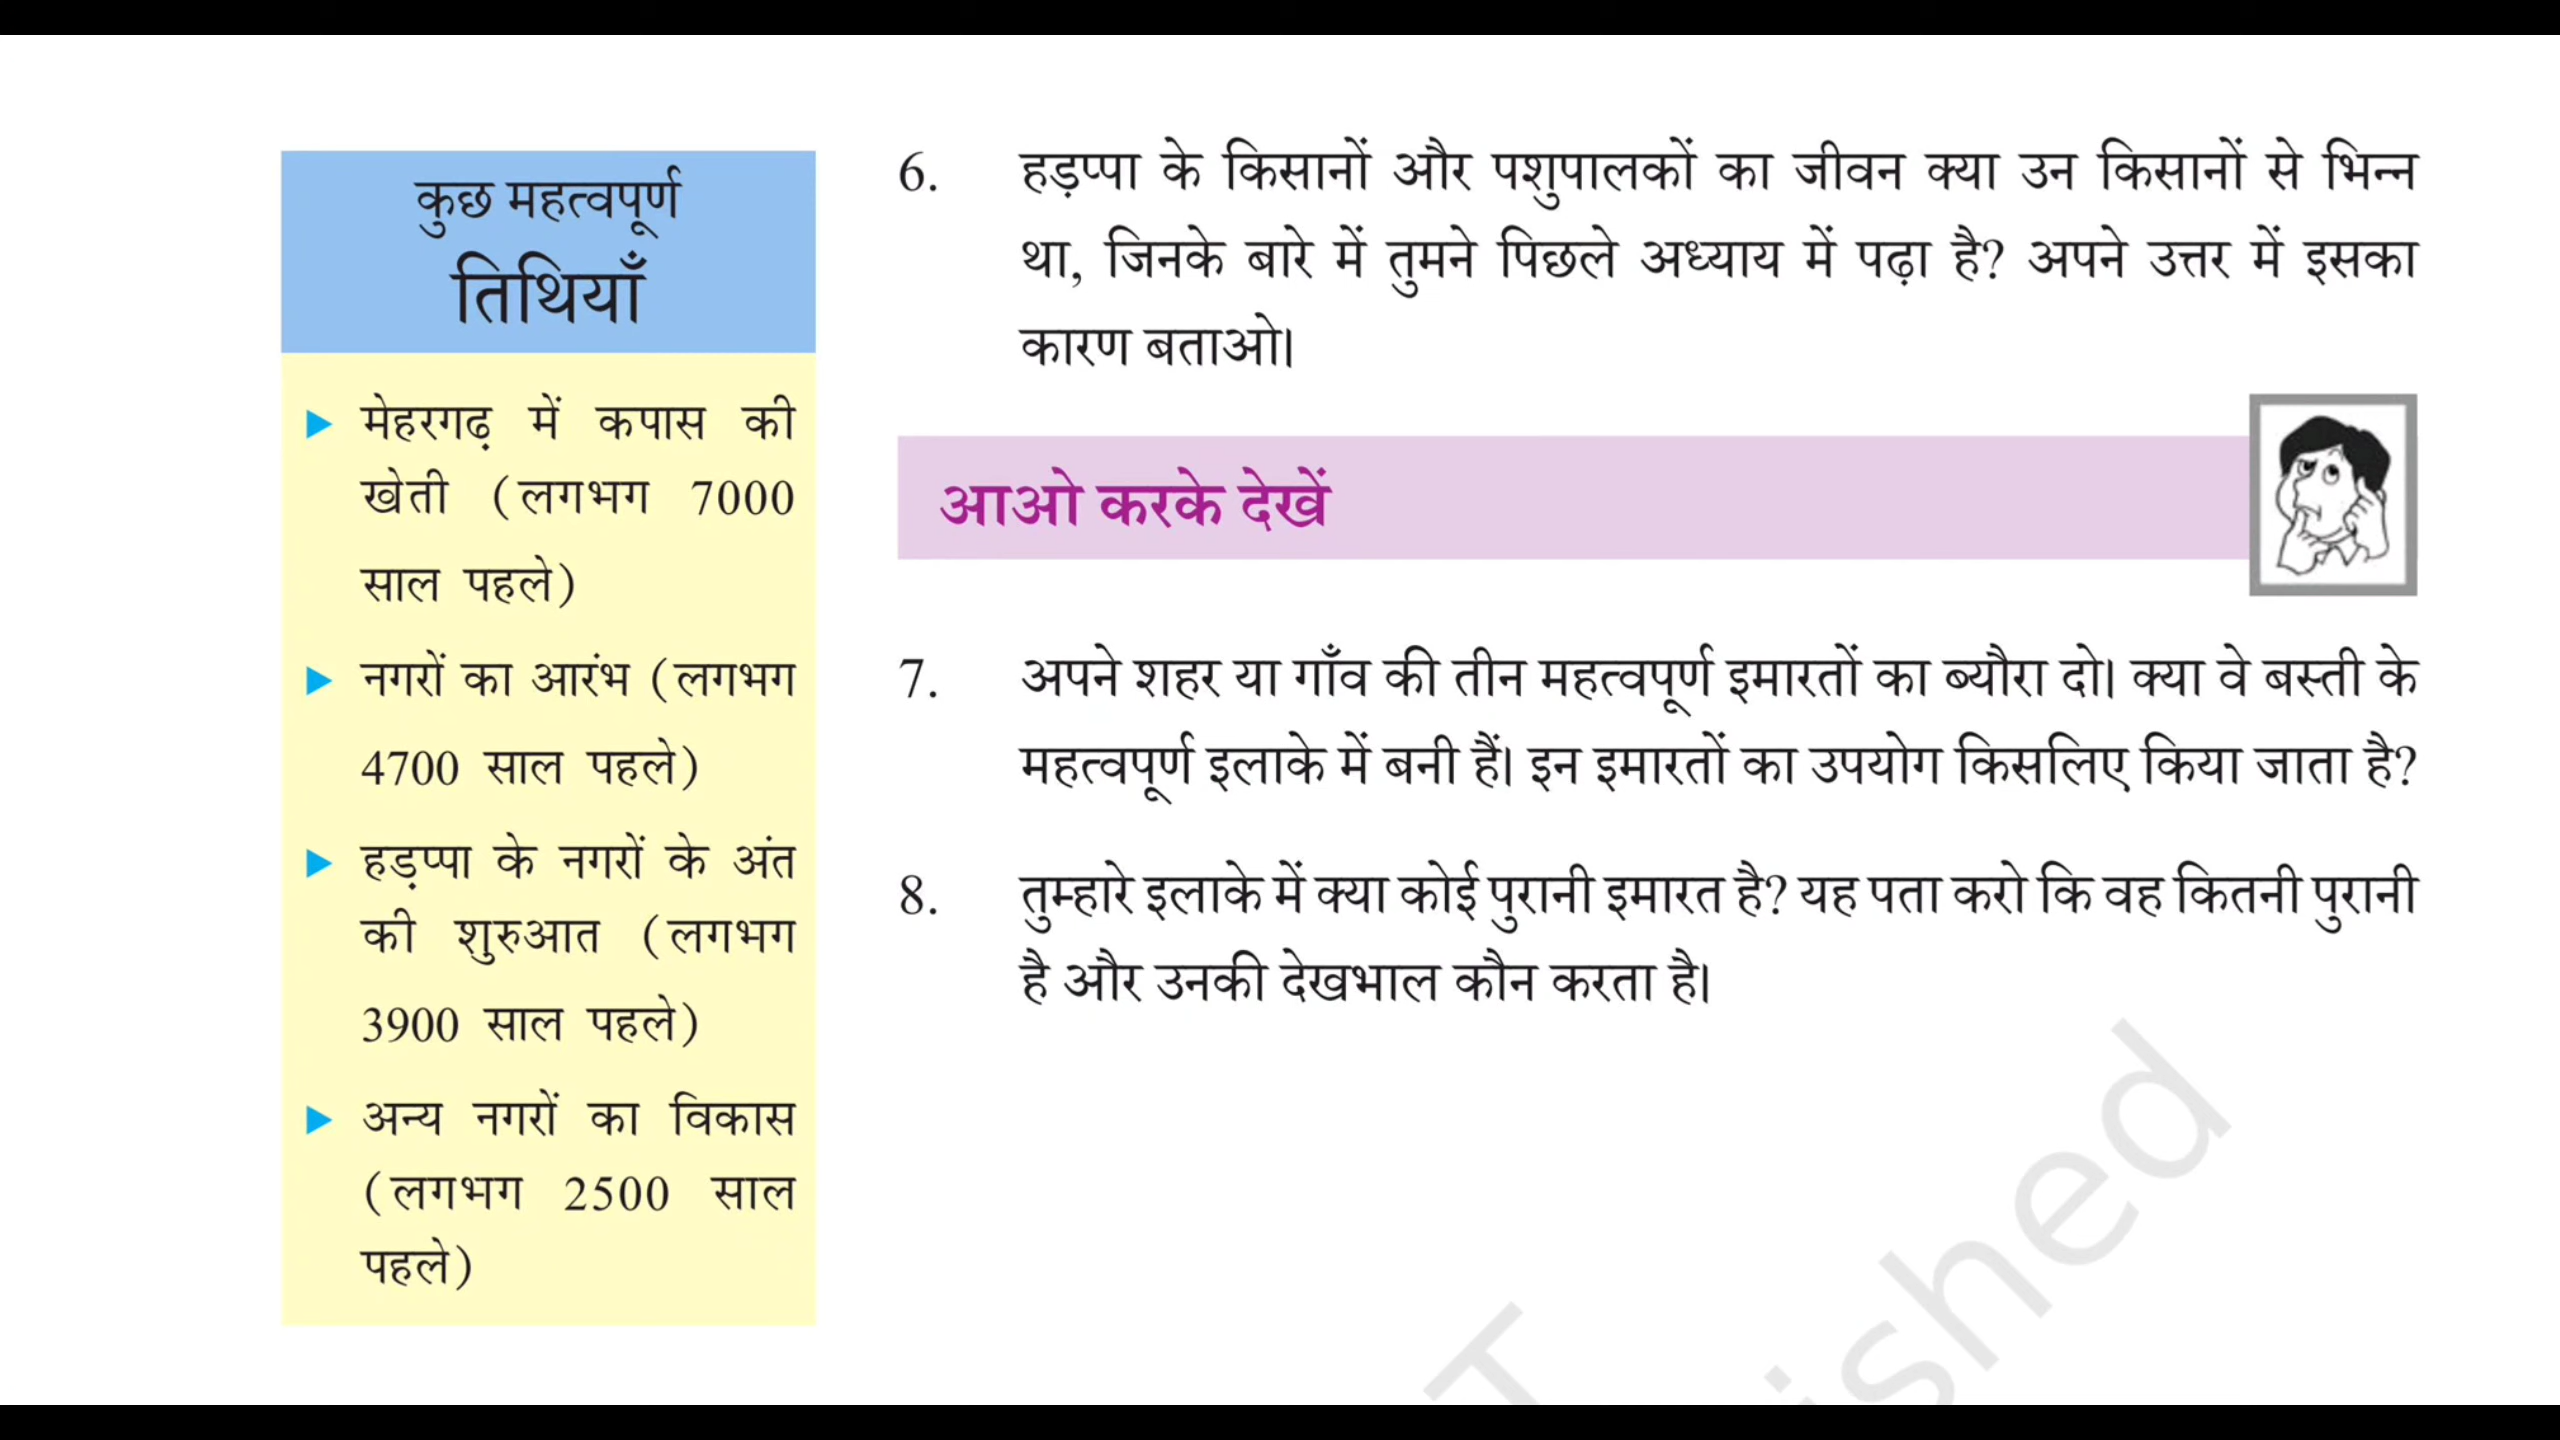 कुछ महत्वपूर्ण
तिथियाँ
मेहरगढ़ में कपास की
खेती (लगभग 7000
साल पहले)
नगरों का आरंभ (लगभग
4700 साल पहले)
हड़प्पा के नगरों के अंत
की शुरुआत (लगभग
3900 साल पहले)
अन्य नगरों का विकास
(लगभग 2500 साल
पहले)
6. हड़प्पा के किसानों और पशुपालकों का जीवन क्या उन किसानों से भिन्न
था, जिनके बारे में तुमने पिछले अध्याय में पढ़ा है? अपने उत्तर में इसका
कारण बताओ।
आओ करके देखें
7. अपने शहर या गाँव की तीन महत्वपूर्ण इमारतों का ब्यौरा दो। क्या वे बस्ती के
महत्वपूर्ण इलाके में बनी हैं। इन इमारतों का उपयोग किसलिए किया जाता है?
8. तुम्हारे इलाके में क्या कोई पुरानी इमारत है? यह पता करो कि वह कितनी पुरानी
है और उनकी देखभाल कौन करता है।